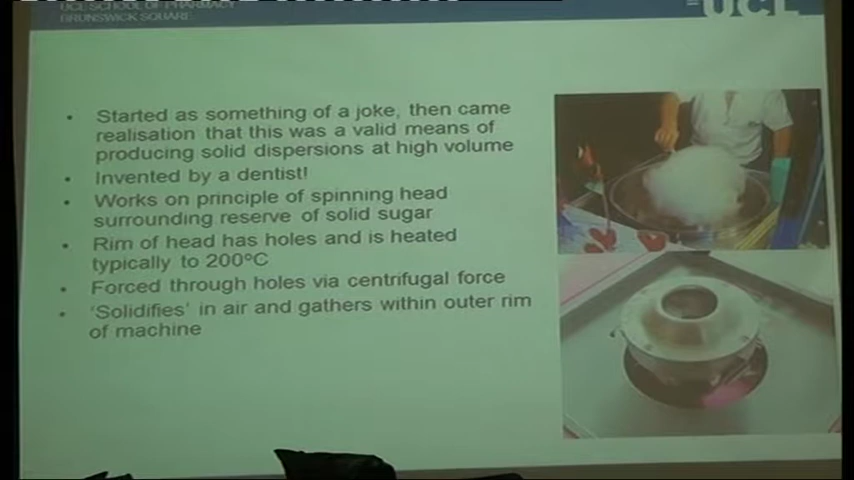 UCL SCHOOL OF PHARMACY
BRUNSWICK SQUARE
UCL
• Started as something of a joke, then came
realisation that this was a valid means of
producing solid dispersions at high volume
• Invented by a dentist!
• Works on principle of spinning head
surrounding reserve of solid sugar
• Rim of head has holes and is heated
typically to 200ºC
• Forced through holes via centrifugal force
• ‘Solidifies’ in air and gathers within outer rim
of machine